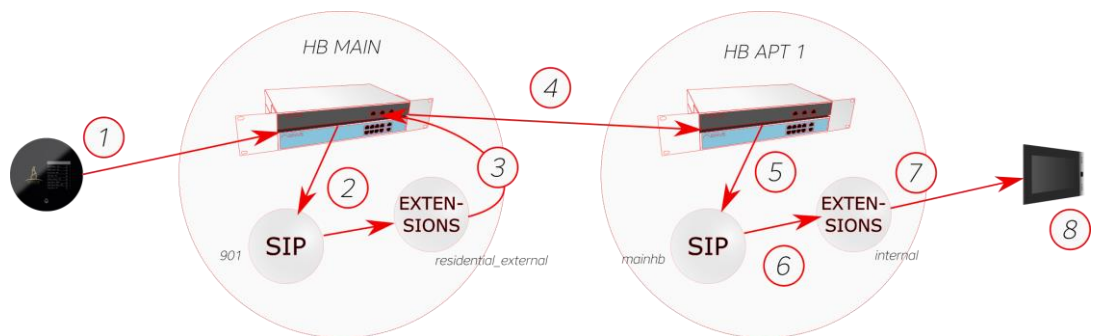 HB MAIN
HB APT 1
1
2
3
4
5
6
7
8
SIP
EXTEN-
SIONS
901
residential_external
SIP
EXTEN-
SIONS
mainhb
internal